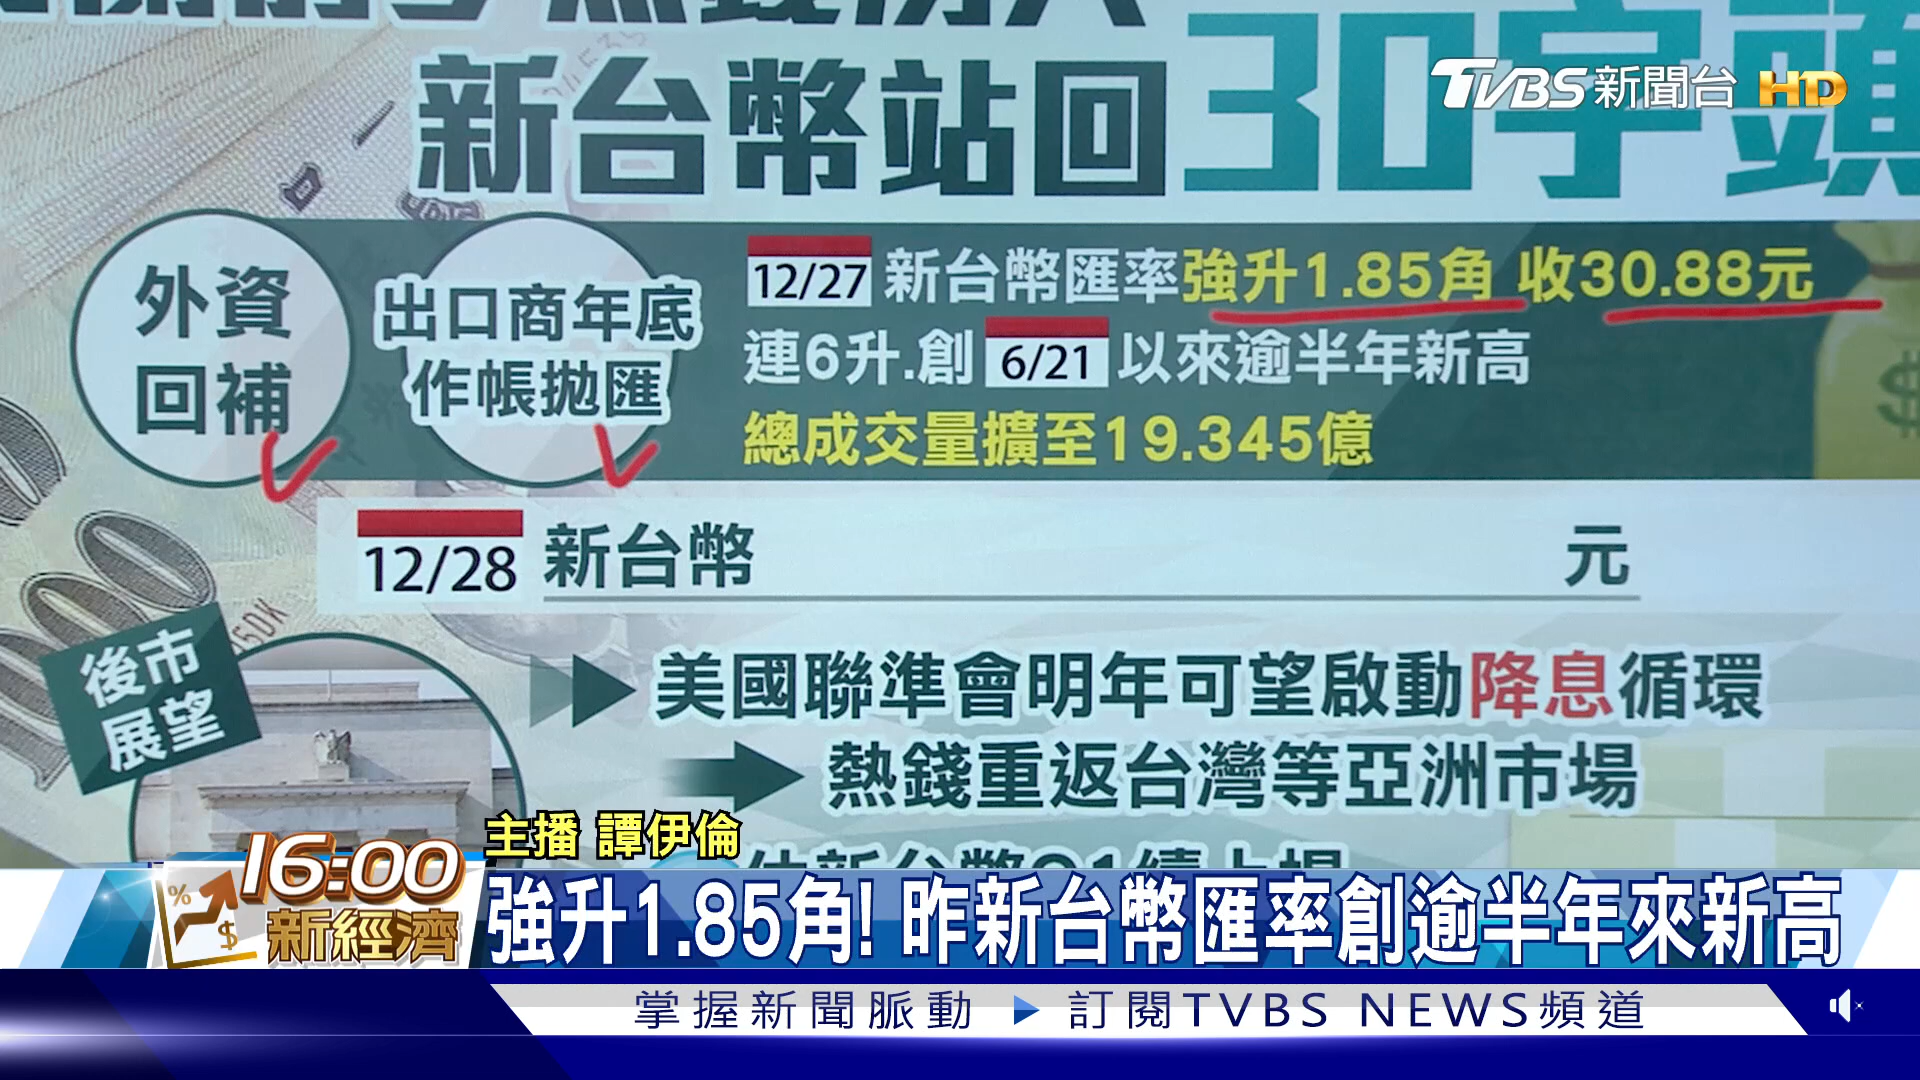 新台幣站回30字頭
TVBS新聞台 HD
外資
回補
出口商年底
作帳拋匯
12/27 新台幣匯率強升1.85角 收30.88元
連6升.創 6/21 以來逾半年新高
總成交量擴至19.345億
12/28 新台幣 元
後市
展望
美國聯準會明年可望啟動降息循環
熱錢重返台灣等亞洲市場
主播 譚伊倫
16:00
新經濟
強升1.85角! 昨新台幣匯率創逾半年來新高
掌握新聞脈動 ▶ 訂閱TVBS NEWS頻道